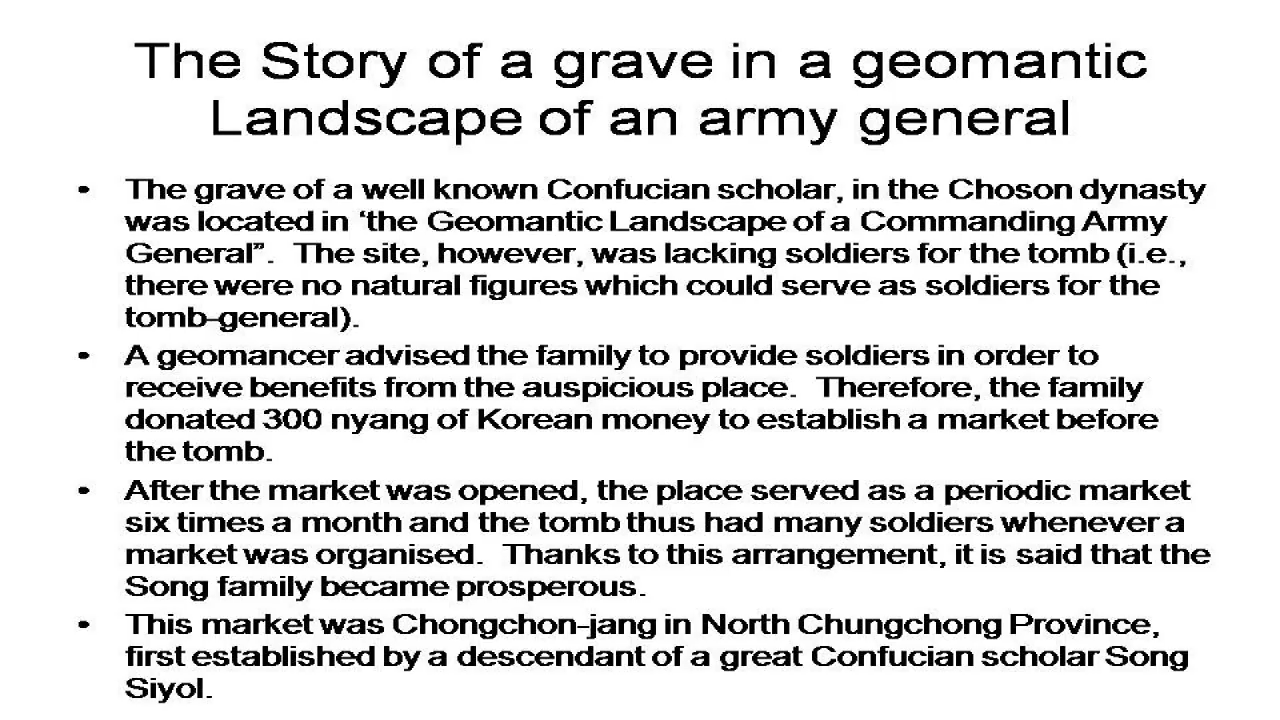 The Story of a grave in a geomantic
Landscape of an army general
• The grave of a well known Confucian scholar, in the Choson dynasty
was located in ‘the Geomantic Landscape of a Commanding Army
General”.  The site, however, was lacking soldiers for the tomb (i.e.,
there were no natural figures which could serve as soldiers for the
tomb-general).
• A geomancer advised the family to provide soldiers in order to
receive benefits from the auspicious place.  Therefore, the family
donated 300 nyang of Korean money to establish a market before
the tomb.
• After the market was opened, the place served as a periodic market
six times a month and the tomb thus had many soldiers whenever a
market was organised.  Thanks to this arrangement, it is said that the
Song family became prosperous.
• This market was Chongchon-jang in North Chungchong Province,
first established by a descendant of a great Confucian scholar Song
Siyol.